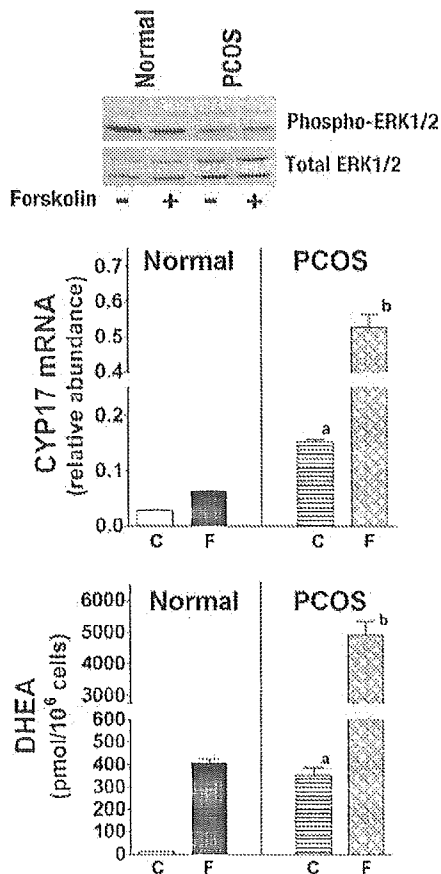 Normal PCOS
Phospho-ERK1/2
Total ERK1/2
Forskolin - + - +
CYP17 mRNA
(relative abundance)
Normal PCOS
0.7
0.6
0.5
0.4
0.2
0.1
0.0
a
b
C F C F
DHEA
(pmol/10⁶ cells)
Normal PCOS
6000
5000
4000
3000
600
500
400
300
200
100
0
a
b
C F C F